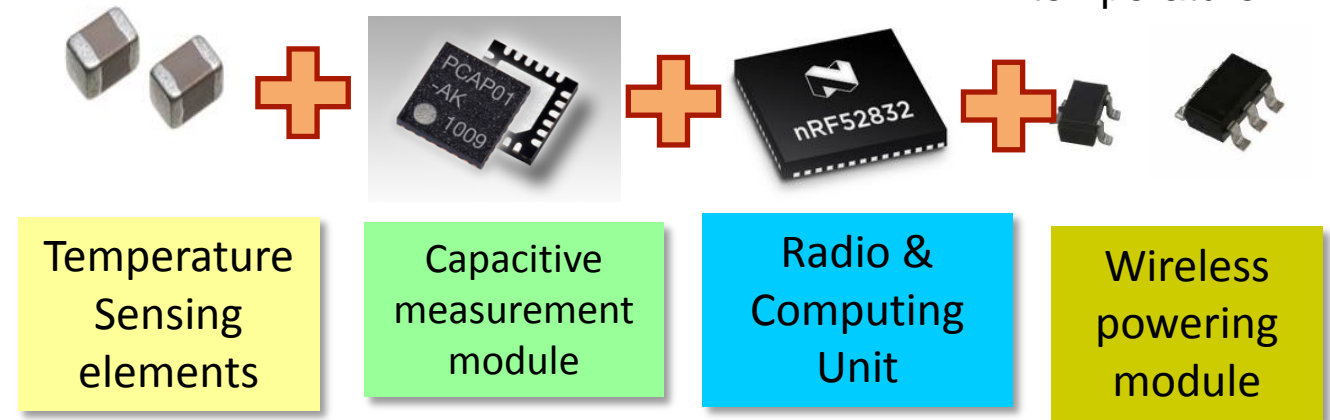 PCAP01
-AK
1009
nRF52832
Temperature
Sensing
elements
Capacitive
measurement
module
Radio &
Computing
Unit
Wireless
powering
module